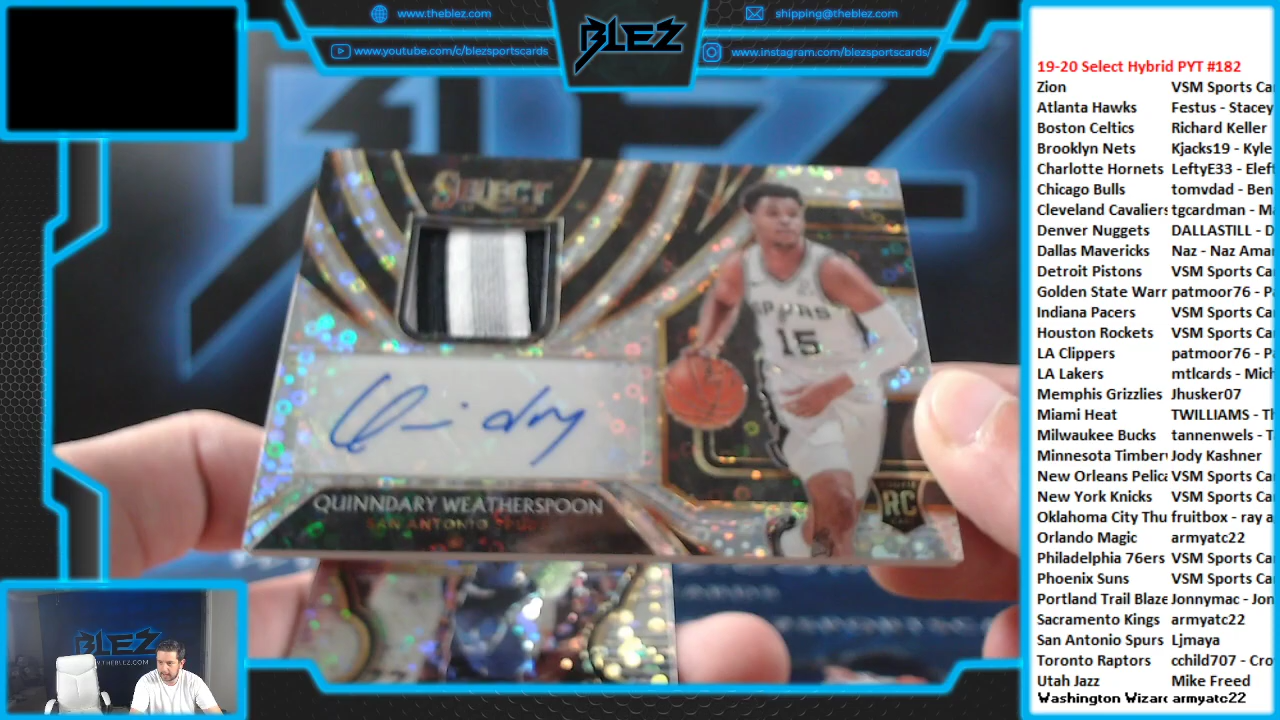 www.theblez.com
shipping@theblez.com
www.youtube.com/c/blezsportscards
www.instagram.com/blezsportscards/
BLEZ
19-20 Select Hybrid PYT #182
Zion VSM Sports Ca
Atlanta Hawks Festus - Stacey
Boston Celtics Richard Keller
Brooklyn Nets Kjacks19 - Kyle
Charlotte Hornets LeftyE33 - Elef
Chicago Bulls tomvdad - Ben
Cleveland Cavaliers tgcardman - M
Denver Nuggets DALLASTILL - D
Dallas Mavericks Naz - Naz Ama
Detroit Pistons VSM Sports Ca
Golden State Warr patmoor76 - P
Indiana Pacers VSM Sports Ca
Houston Rockets VSM Sports Ca
LA Clippers patmoor76 - P
LA Lakers mtlcards - Mich
Memphis Grizzlies Jhusker07
Miami Heat TWILLIAMS - T
Milwaukee Bucks tannenwels - T
Minnesota Timber Jody Kashner
New Orleans Pelic VSM Sports Ca
New York Knicks VSM Sports Ca
Oklahoma City Thu fruitbox - ray a
Orlando Magic armyatc22
Philadelphia 76ers VSM Sports Ca
Phoenix Suns VSM Sports Ca
Portland Trail Blaze Jonnymac - Jon
Sacramento Kings armyatc22
San Antonio Spurs Ljmaya
Toronto Raptors cchild707 - Cro
Utah Jazz Mike Freed
Washington Wizard armyatc22
SELECT
SPURS
15
QUINNDARY WEATHERSPOON
SAN ANTONIO SPURS
RC
BLEZ
WWW.THEBLEZ.COM